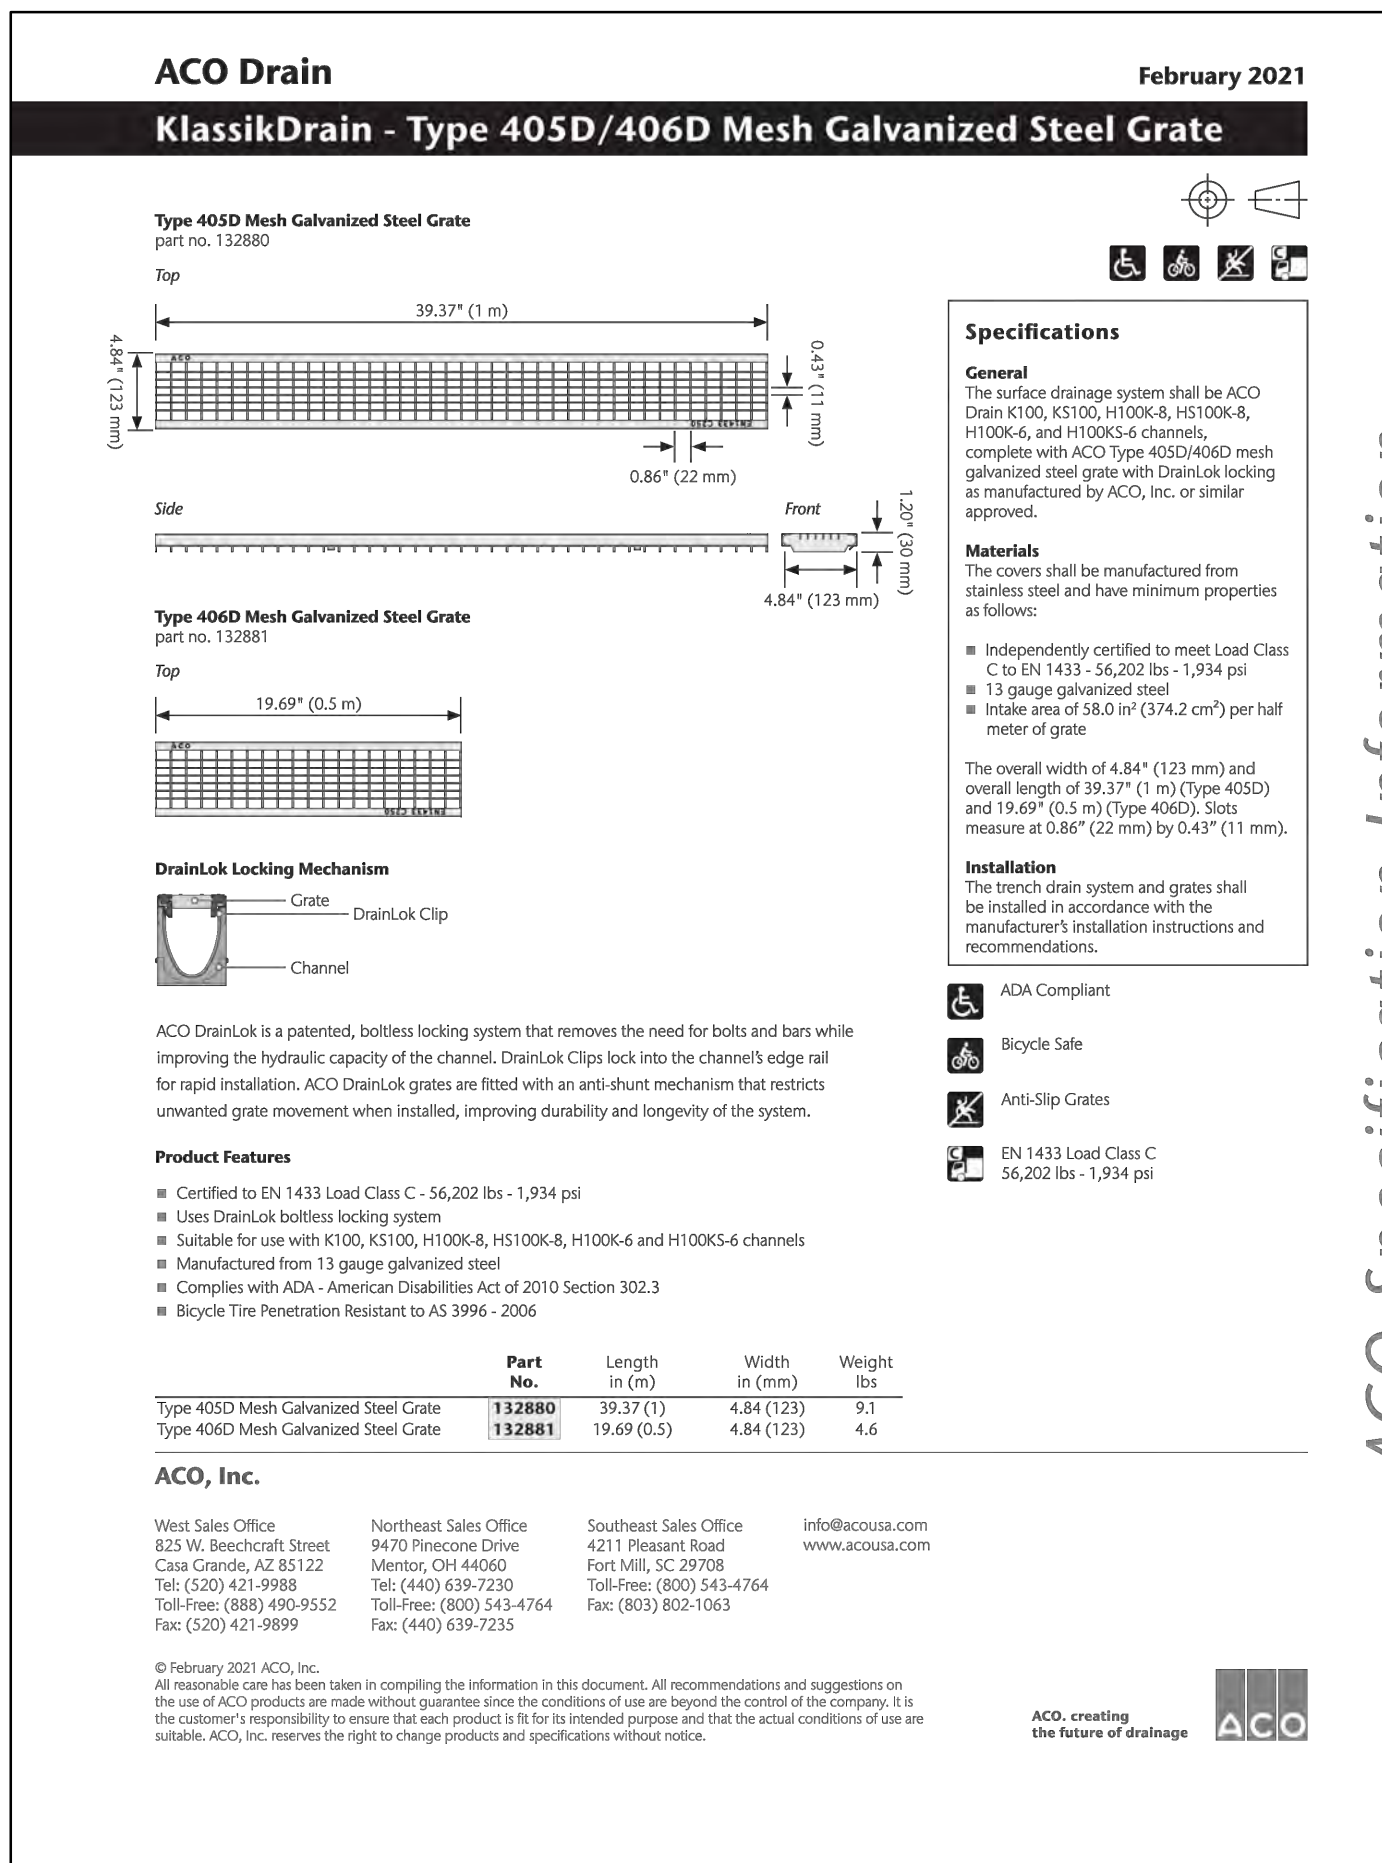 ACO Drain
February 2021
KlassikDrain - Type 405D/406D Mesh Galvanized Steel Grate
Type 405D Mesh Galvanized Steel Grate
part no. 132880
Top
39.37" (1 m)
4.84" (123 mm)
ACO
0.43" (11 mm)
EN1433 C250
0.86" (22 mm)
Side
Front
1.20" (30 mm)
4.84" (123 mm)
Type 406D Mesh Galvanized Steel Grate
part no. 132881
Top
19.69" (0.5 m)
ACO
EN1433 C250
DrainLok Locking Mechanism
Grate
DrainLok Clip
Channel
ACO DrainLok is a patented, boltless locking system that removes the need for bolts and bars while
improving the hydraulic capacity of the channel. DrainLok Clips lock into the channel's edge rail
for rapid installation. ACO DrainLok grates are fitted with an anti-shunt mechanism that restricts
unwanted grate movement when installed, improving durability and longevity of the system.
Product Features
Certified to EN 1433 Load Class C - 56,202 lbs - 1,934 psi
Uses DrainLok boltless locking system
Suitable for use with K100, KS100, H100K-8, HS100K-8, H100K-6 and H100KS-6 channels
Manufactured from 13 gauge galvanized steel
Complies with ADA - American Disabilities Act of 2010 Section 302.3
Bicycle Tire Penetration Resistant to AS 3996 - 2006
C
Specifications
General
The surface drainage system shall be ACO
Drain K100, KS100, H100K-8, HS100K-8,
H100K-6, and H100KS-6 channels,
complete with ACO Type 405D/406D mesh
galvanized steel grate with DrainLok locking
as manufactured by ACO, Inc. or similar
approved.
Materials
The covers shall be manufactured from
stainless steel and have minimum properties
as follows:
Independently certified to meet Load Class
C to EN 1433 - 56,202 lbs - 1,934 psi
13 gauge galvanized steel
Intake area of 58.0 in² (374.2 cm²) per half
meter of grate
The overall width of 4.84" (123 mm) and
overall length of 39.37" (1 m) (Type 405D)
and 19.69" (0.5 m) (Type 406D). Slots
measure at 0.86” (22 mm) by 0.43” (11 mm).
Installation
The trench drain system and grates shall
be installed in accordance with the
manufacturer's installation instructions and
recommendations.
ADA Compliant
Bicycle Safe
Anti-Slip Grates
C
EN 1433 Load Class C
56,202 lbs - 1,934 psi
Part Length Width Weight
No. in (m) in (mm) lbs
Type 405D Mesh Galvanized Steel Grate 132880 39.37 (1) 4.84 (123) 9.1
Type 406D Mesh Galvanized Steel Grate 132881 19.69 (0.5) 4.84 (123) 4.6
ACO, Inc.
West Sales Office
825 W. Beechcraft Street
Casa Grande, AZ 85122
Tel: (520) 421-9988
Toll-Free: (888) 490-9552
Fax: (520) 421-9899
Northeast Sales Office
9470 Pinecone Drive
Mentor, OH 44060
Tel: (440) 639-7230
Toll-Free: (800) 543-4764
Fax: (440) 639-7235
Southeast Sales Office
4211 Pleasant Road
Fort Mill, SC 29708
Toll-Free: (800) 543-4764
Fax: (803) 802-1063
info@acousa.com
www.acousa.com
© February 2021 ACO, Inc.
All reasonable care has been taken in compiling the information in this document. All recommendations and suggestions on
the use of ACO products are made without guarantee since the conditions of use are beyond the control of the company. It is
the customer's responsibility to ensure that each product is fit for its intended purpose and that the actual conditions of use are
suitable. ACO, Inc. reserves the right to change products and specifications without notice.
ACO. creating
the future of drainage
ACO
ACO Specification Information